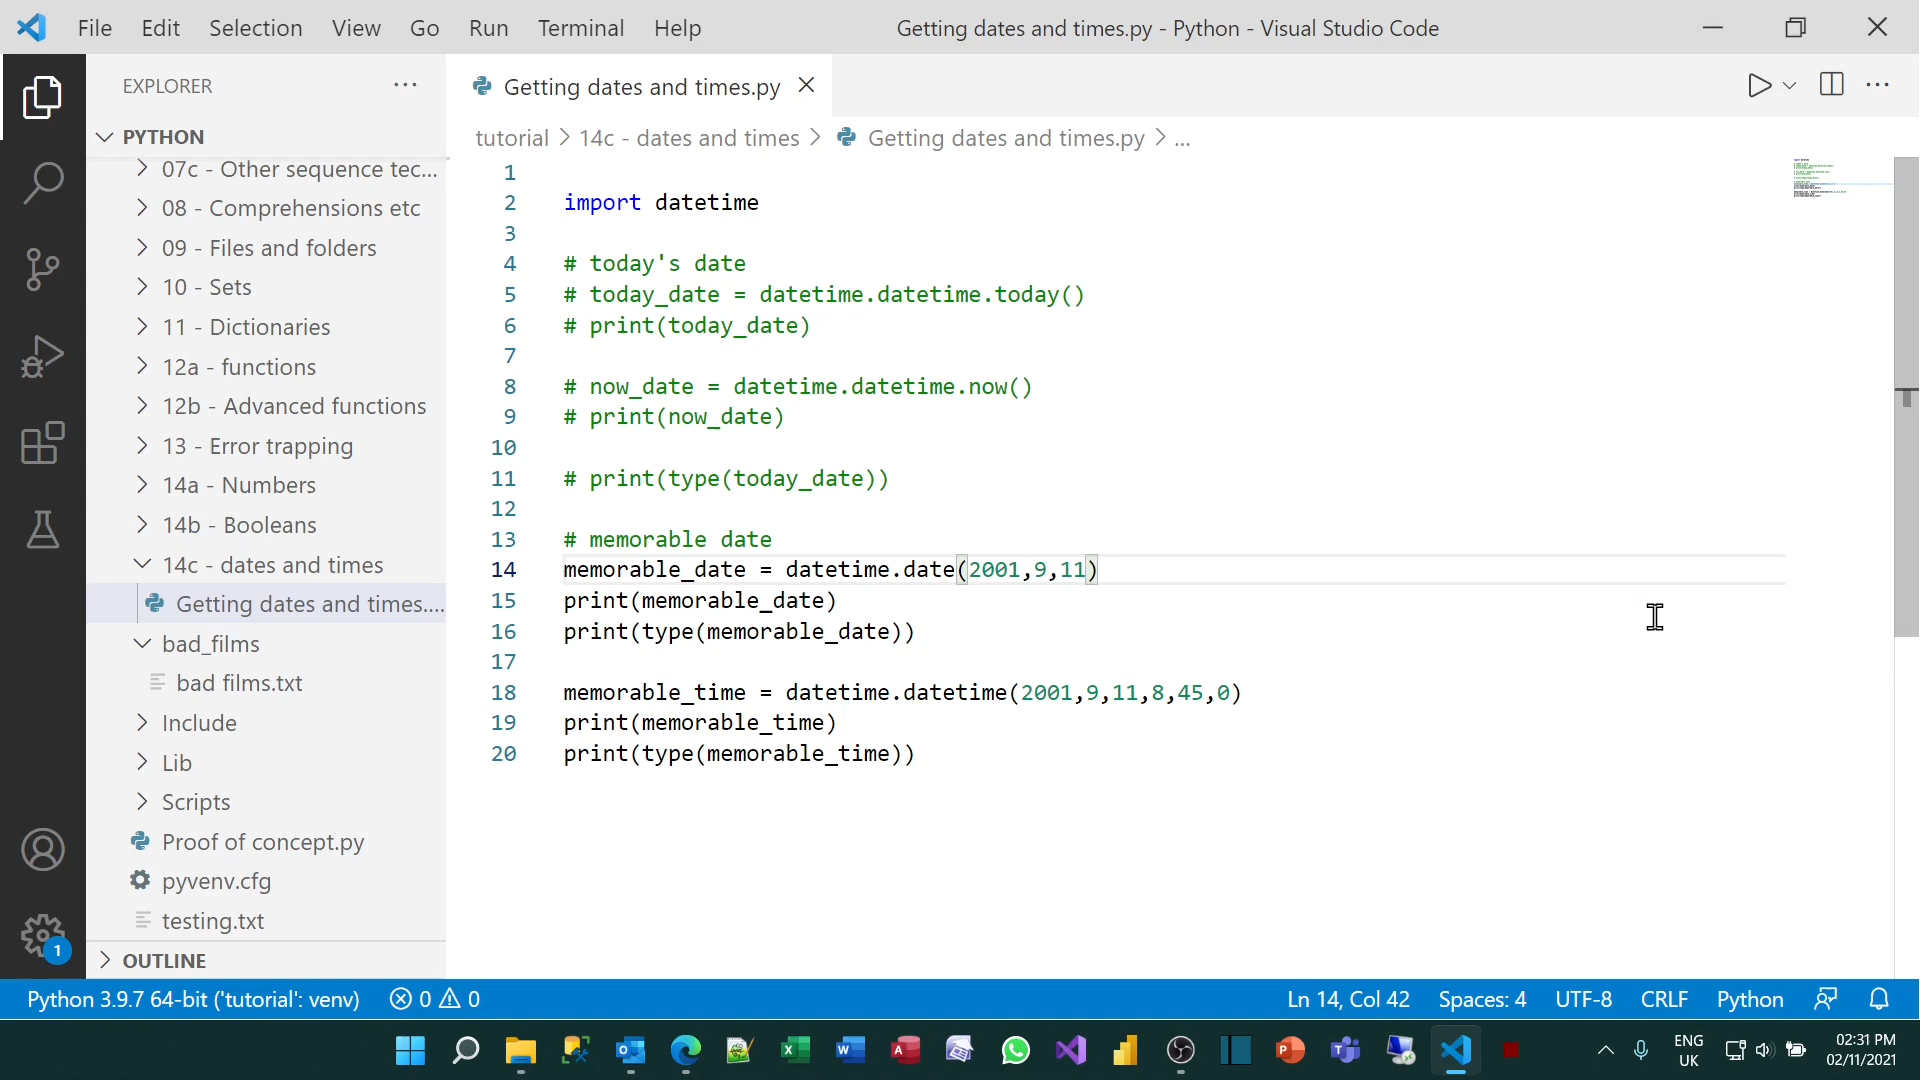 File Edit Selection View Go Run Terminal Help
Getting dates and times.py - Python - Visual Studio Code
EXPLORER
PYTHON
07c - Other sequence tec...
08 - Comprehensions etc
09 - Files and folders
10 - Sets
11 - Dictionaries
12a - functions
12b - Advanced functions
13 - Error trapping
14a - Numbers
14b - Booleans
14c - dates and times
Getting dates and times....
bad_films
bad films.txt
Include
Lib
Scripts
Proof of concept.py
pyvenv.cfg
testing.txt
OUTLINE
1
Getting dates and times.py
tutorial > 14c - dates and times > Getting dates and times.py > ...
1
2 import datetime
3
4 # today's date
5 # today_date = datetime.datetime.today()
6 # print(today_date)
7
8 # now_date = datetime.datetime.now()
9 # print(now_date)
10
11 # print(type(today_date))
12
13 # memorable date
14 memorable_date = datetime.date(2001,9,11)
15 print(memorable_date)
16 print(type(memorable_date))
17
18 memorable_time = datetime.datetime(2001,9,11,8,45,0)
19 print(memorable_time)
20 print(type(memorable_time))
Python 3.9.7 64-bit ('tutorial': venv) 0 0 Ln 14, Col 42 Spaces: 4 UTF-8 CRLF Python
ENG
UK
02:31 PM
02/11/2021